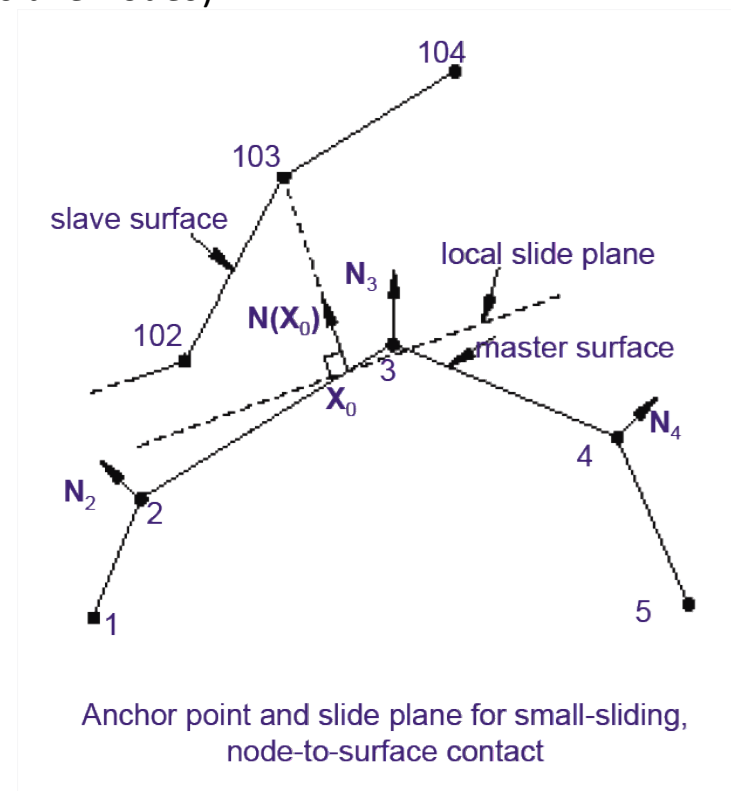 104
103
slave surface
local slide plane
N3
N(X0)
102
master surface
3
X0
N4
4
N2
2
5
1
Anchor point and slide plane for small-sliding,
node-to-surface contact